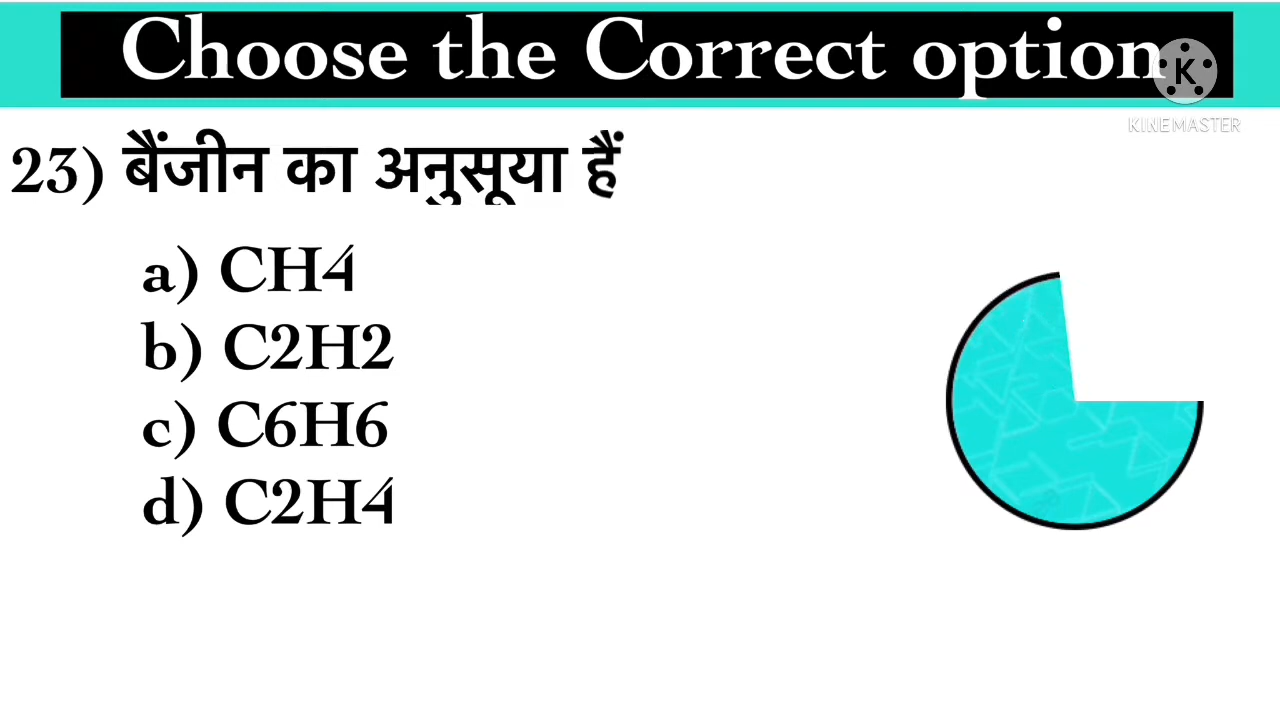 Choose the Correct option
K
KINEMASTER
23) बैंजीन का अनुसूया हैं
a) CH4
b) C2H2
c) C6H6
d) C2H4